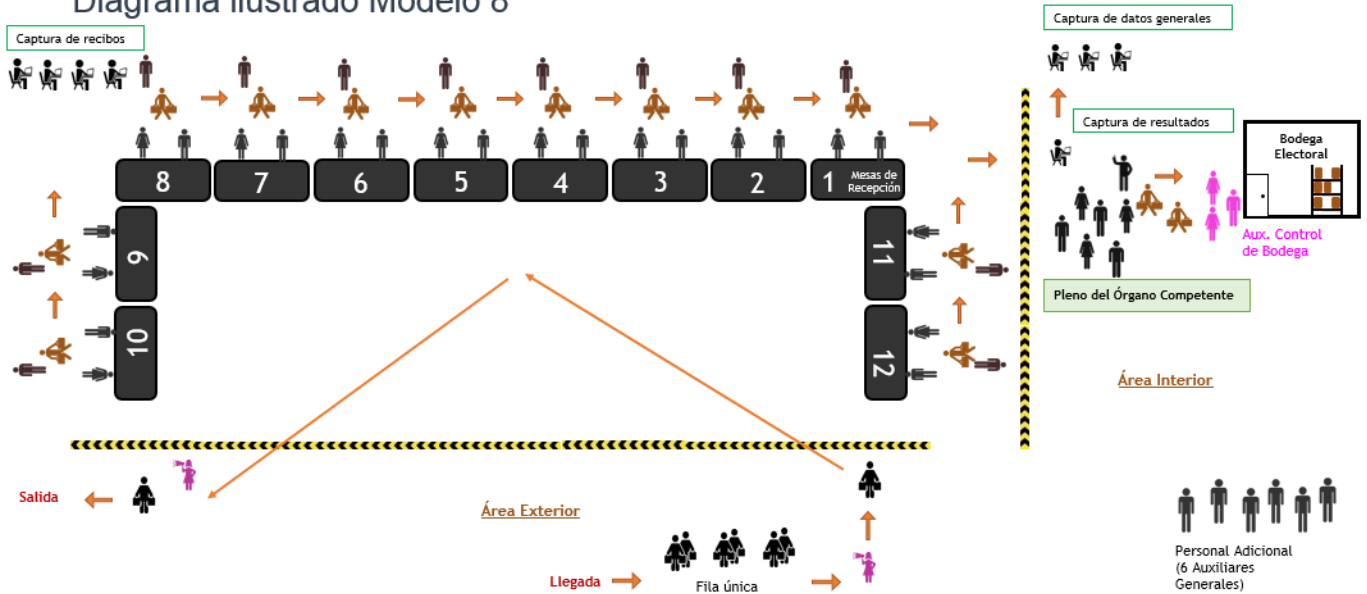 Diagrama Ilustrado Modelo 8
Captura de recibos
Captura de datos generales
Captura de resultados
Bodega
Electoral
8
7
6
5
4
3
2
1
Mesas de
Recepción
9
10
11
12
Aux. Control
de Bodega
Pleno del Órgano Competente
Área Interior
Salida
Área Exterior
Llegada
Fila única
Personal Adicional
(6 Auxiliares
Generales)